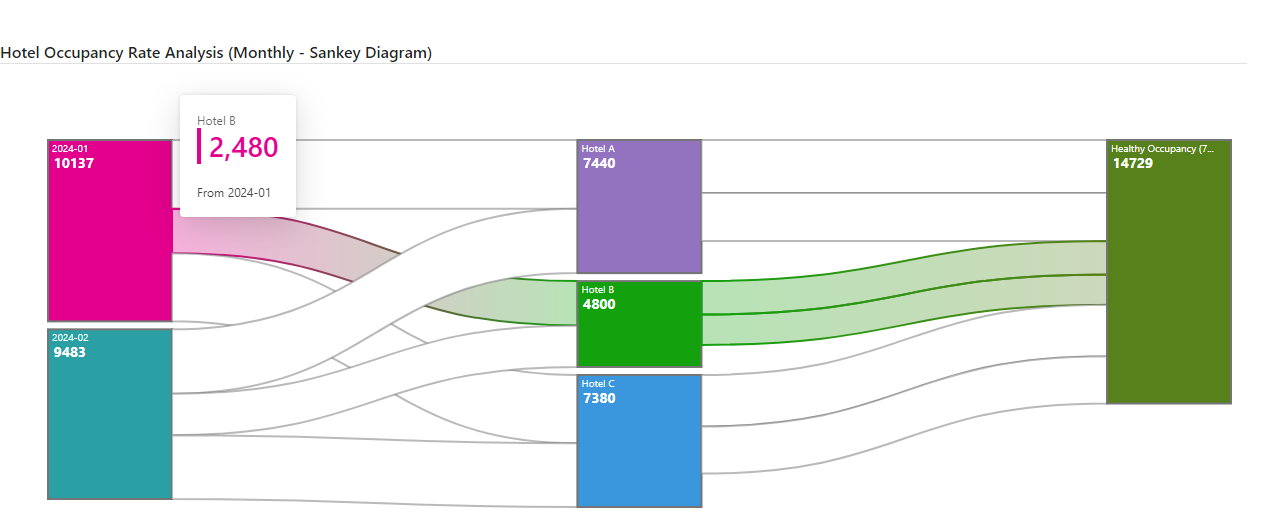 Hotel Occupancy Rate Analysis (Monthly - Sankey Diagram)
Hotel B
2,480
From 2024-01
2024-01
10137
Hotel A
7440
Healthy Occupancy (7...
14729
Hotel B
4800
2024-02
9483
Hotel C
7380